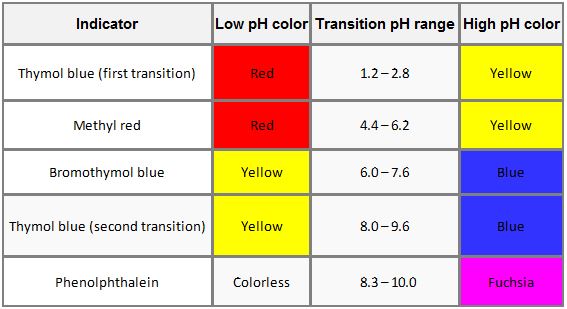 Indicator Low pH color Transition pH range High pH color
Thymol blue (first transition) Red 1.2 – 2.8 Yellow
Methyl red Red 4.4 – 6.2 Yellow
Bromothymol blue Yellow 6.0 – 7.6 Blue
Thymol blue (second transition) Yellow 8.0 – 9.6 Blue
Phenolphthalein Colorless 8.3 – 10.0 Fuchsia